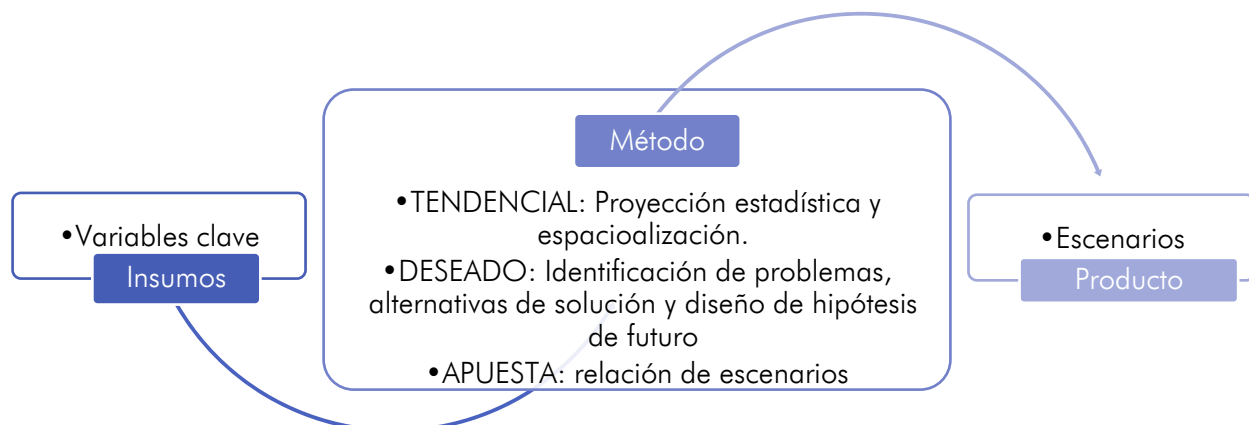 •Variables clave
Insumos
Método
•TENDENCIAL: Proyección estadística y
espacioalización.
•DESEADO: Identificación de problemas,
alternativas de solución y diseño de hipótesis
de futuro
•APUESTA: relación de escenarios
•Escenarios
Producto